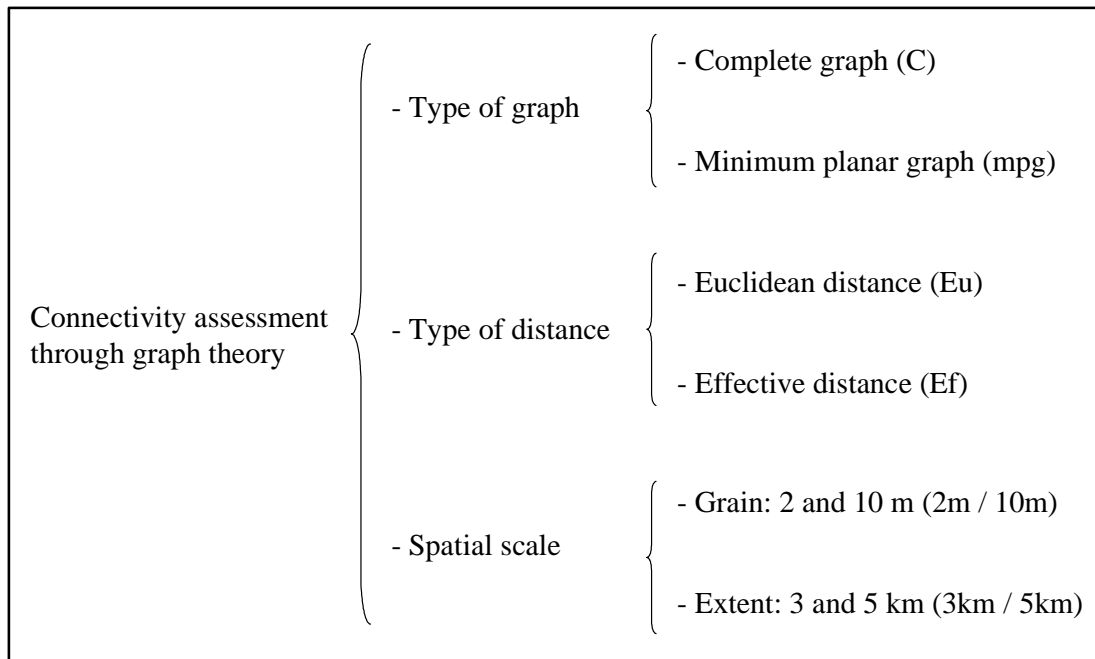 Connectivity assessment
through graph theory
- Type of graph
- Complete graph (C)
- Minimum planar graph (mpg)
- Type of distance
- Euclidean distance (Eu)
- Effective distance (Ef)
- Spatial scale
- Grain: 2 and 10 m (2m / 10m)
- Extent: 3 and 5 km (3km / 5km)